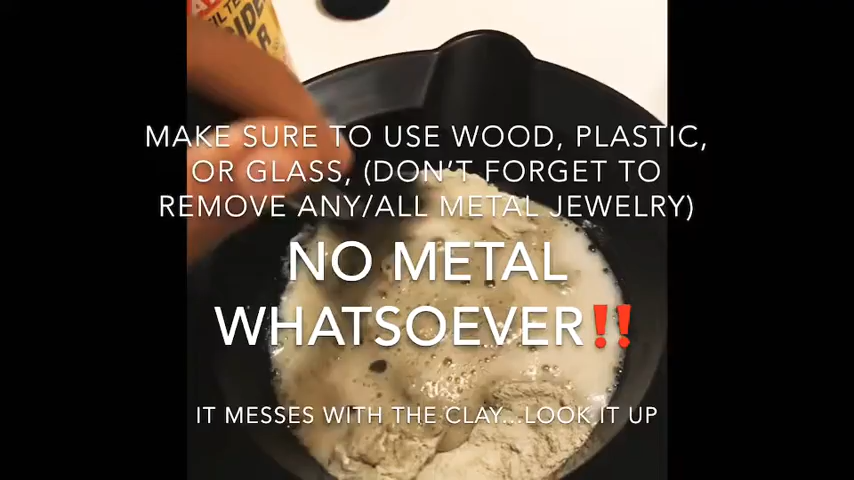 MAKE SURE TO USE WOOD, PLASTIC,
OR GLASS, (DON'T FORGET TO
REMOVE ANY/ALL METAL JEWELRY)
NO METAL
WHATSOEVER‼️
IT MESSES WITH THE CLAY...LOOK IT UP